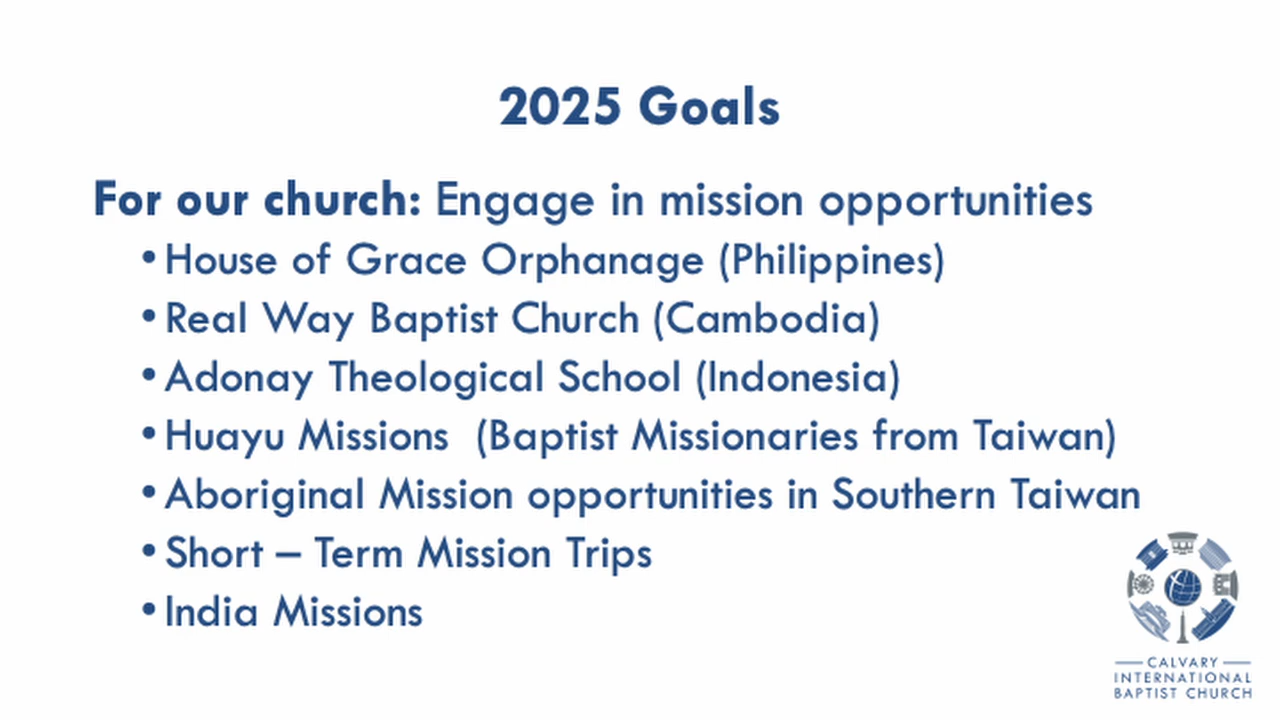 2025 Goals
For our church: Engage in mission opportunities
• House of Grace Orphanage (Philippines)
• Real Way Baptist Church (Cambodia)
• Adonay Theological School (Indonesia)
• Huayu Missions  (Baptist Missionaries from Taiwan)
• Aboriginal Mission opportunities in Southern Taiwan
• Short – Term Mission Trips
• India Missions
CALVARY
INTERNATIONAL
BAPTIST CHURCH